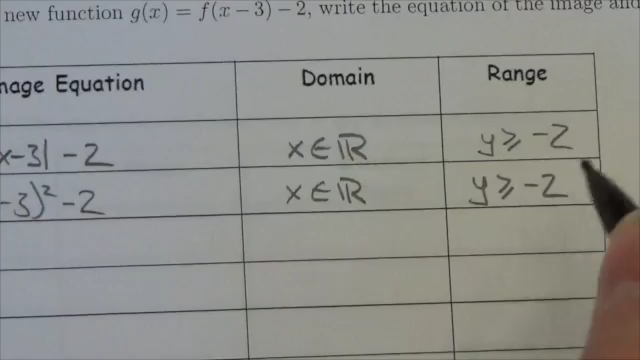 new function g(x) = f(x − 3) − 2, write the equation of the image and
mage Equation Domain Range
x-3| - 2 x ∈ ℝ y ≥ -2
-3)² - 2 x ∈ ℝ y ≥ -2